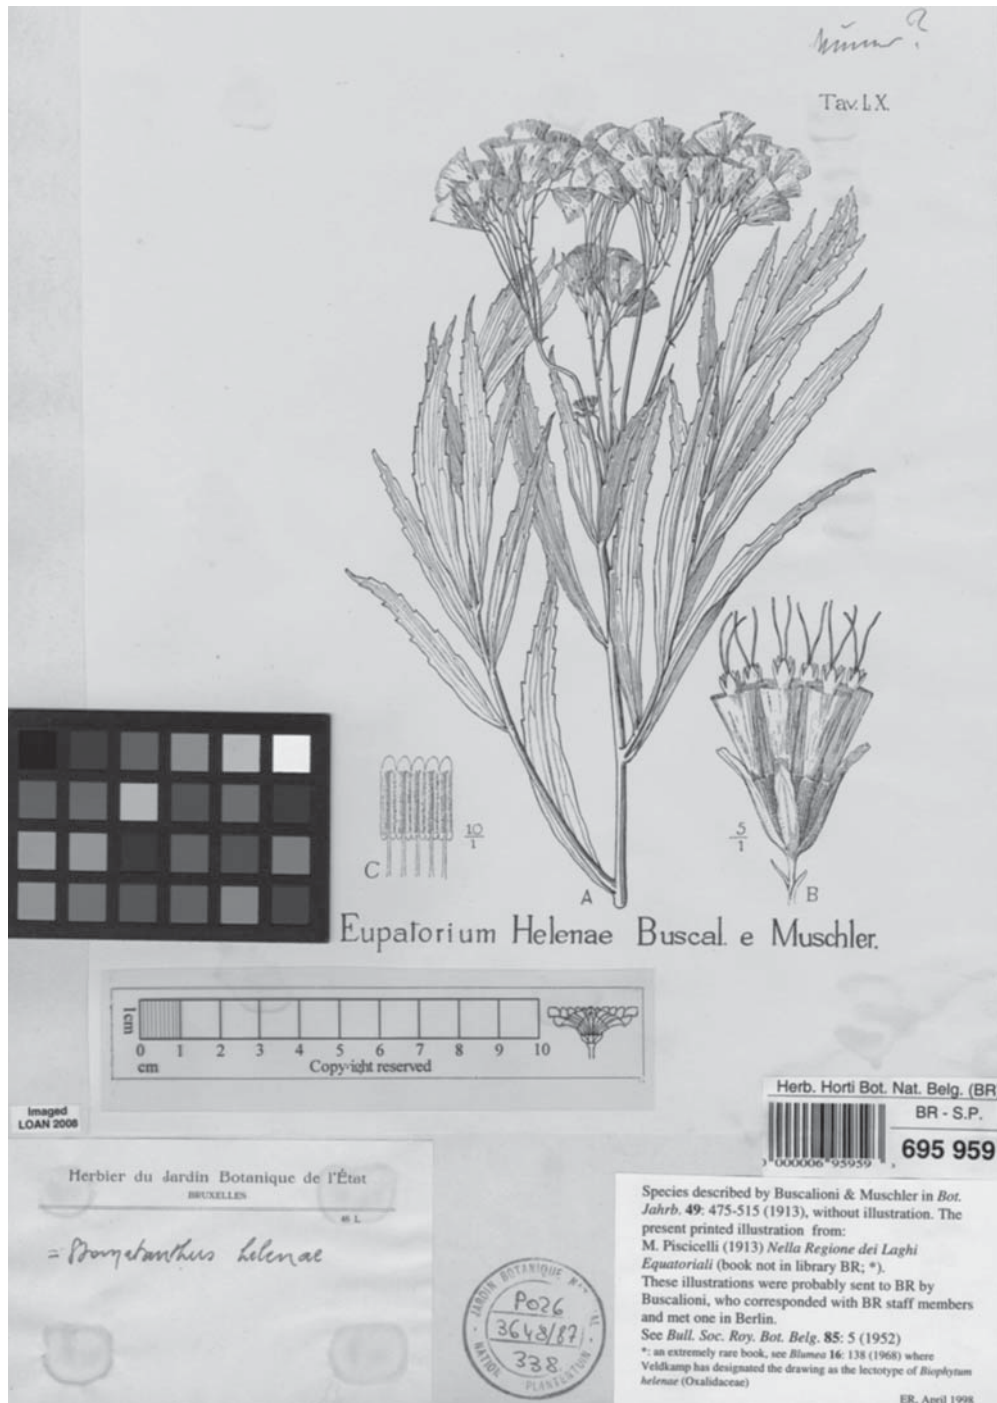 Tav. LX.
10
1
5
1
C
A
B
Eupatorium Helenae Buscal. e Muschler.
1cm
0 1 2 3 4 5 6 7 8 9 10
cm
Copyright reserved
Imaged
LOAN 2008
Herb. Horti Bot. Nat. Belg. (BR
BR - S.P.
695 959
000000695959
Herbier du Jardin Botanique de l'État
BRUXELLES
= helenae
JARDIN BOTANIQUE
NATIONAL
PLANTENTUIN
P026
3648/87
338
Species described by Buscalioni & Muschler in Bot.
Jahrb. 49: 475-515 (1913), without illustration. The
present printed illustration from:
M. Piscicelli (1913) Nella Regione dei Laghi
Equatoriali (book not in library BR; *).
These illustrations were probably sent to BR by
Buscalioni, who corresponded with BR staff members
and met one in Berlin.
See Bull. Soc. Roy. Bot. Belg. 85: 5 (1952)
*: an extremely rare book, see Blumea 16: 138 (1968) where
Veldkamp has designated the drawing as the lectotype of Biophytum
helenae (Oxalidaceae)
ER. April 1998